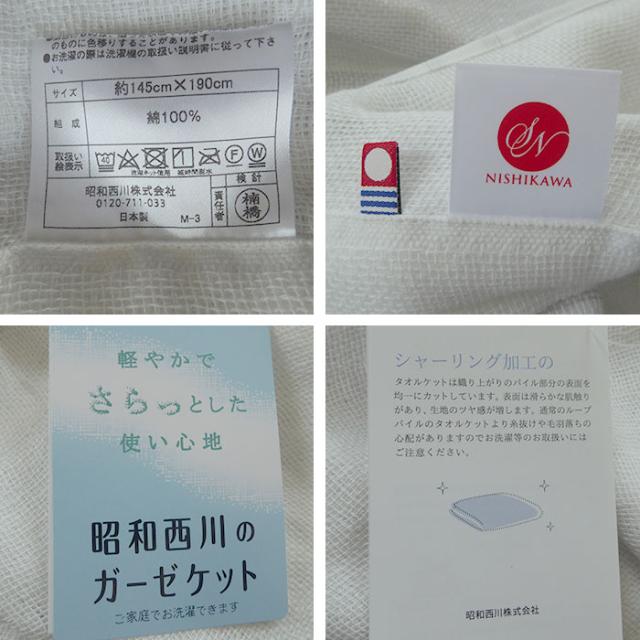 のものに色移りすることがあります。
●お洗濯の際は洗濯機の取扱い説明書に従って下さ
い。
サイズ 約145cm×190cm
組成 綿100%
取扱い
絵表示
40
洗濯ネット使用
F
W
昭和西川株式会社
0120-711-033
日本製 M-3
責任者
検針
楠橋
SN
NISHIKAWA
軽やかで
さらっとした
使い心地
昭和西川の
ガーゼケット
ご家庭でお洗濯できます
シャーリング加工の
タオルケットは織り上がりのパイル部分の表面を
均一にカットしています。表面は滑らかな肌触り
があり、生地のツヤ感が増します。通常のループ
パイルのタオルケットより糸抜けや毛羽落ちの
心配がありますのでお洗濯等のお取扱いには
ご注意ください。
昭和西川株式会社